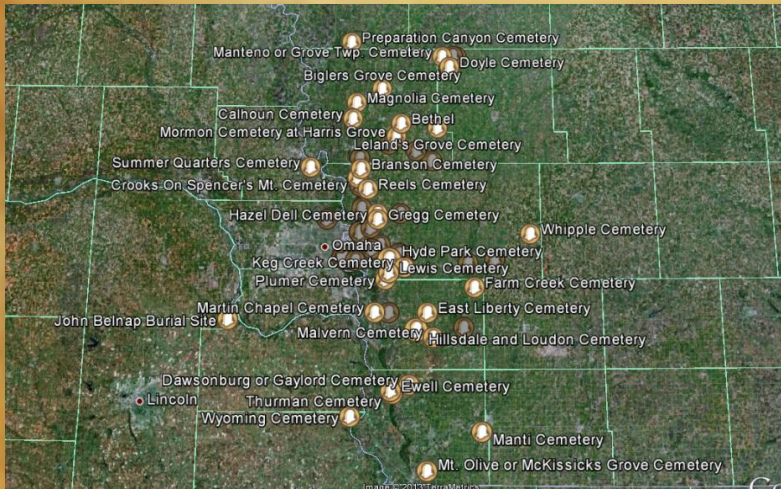 Preparation Canyon Cemetery
Manteno or Grove Twp. Cemetery
Doyle Cemetery
Biglers Grove Cemetery
Magnolia Cemetery
Calhoun Cemetery
Bethel
Mormon Cemetery at Harris Grove
Leland's Grove Cemetery
Summer Quarters Cemetery
Branson Cemetery
Crooks On Spencer's Mt. Cemetery
Reels Cemetery
Hazel Dell Cemetery
Gregg Cemetery
Whipple Cemetery
Omaha
Hyde Park Cemetery
Keg Creek Cemetery
Lewis Cemetery
Plumer Cemetery
Farm Creek Cemetery
Martin Chapel Cemetery
East Liberty Cemetery
John Belnap Burial Site
Malvern Cemetery
Hillsdale and Loudon Cemetery
Dawsonburg or Gaylord Cemetery
Ewell Cemetery
Lincoln
Thurman Cemetery
Wyoming Cemetery
Manti Cemetery
Mt. Olive or McKissicks Grove Cemetery
Image © 2013 TerraMetrics